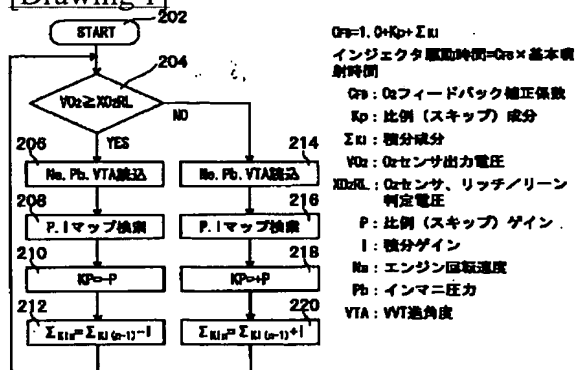 [Drawing 1]
202
START
204
VO2≧XO2RL
NO
YES
206
Ne. Pb. VTA読込
214
Ne. Pb. VTA読込
208
P. Iマップ検索
216
P. Iマップ検索
210
KP=-P
218
KP=+P
212
ΣKIn=ΣKI(n-1)-I
220
ΣKIn=ΣKI(n-1)+I
=1.0+Kp+ΣKI
インジェクタ駆動時間= ×基本噴
射時間
:O2フィードバック補正係数
Kp:比例(スキップ)成分
ΣKI:積分成分
VO2:O2センサ出力電圧
XO2RL:O2センサ、リッチ/リーン
判定電圧
P:比例(スキップ)ゲイン
I:積分ゲイン
Ne:エンジン回転速度
Pb:インマニ圧力
VTA:VVT進角度